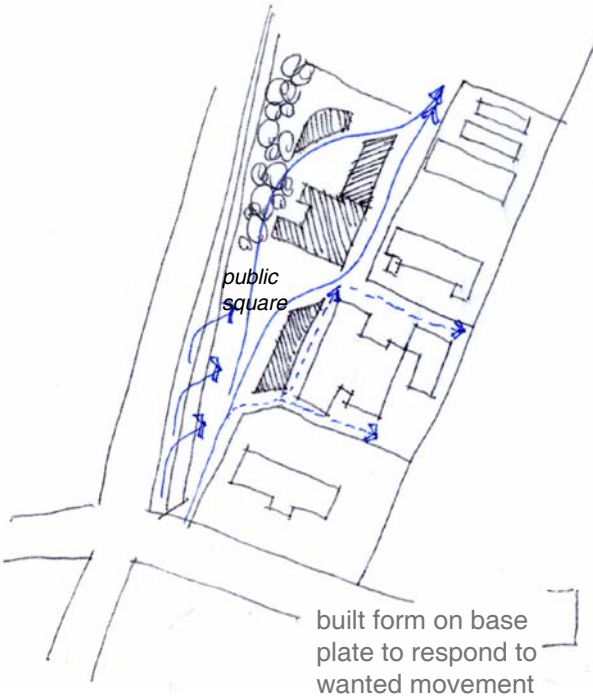 public
square
built form on base
plate to respond to
wanted movement